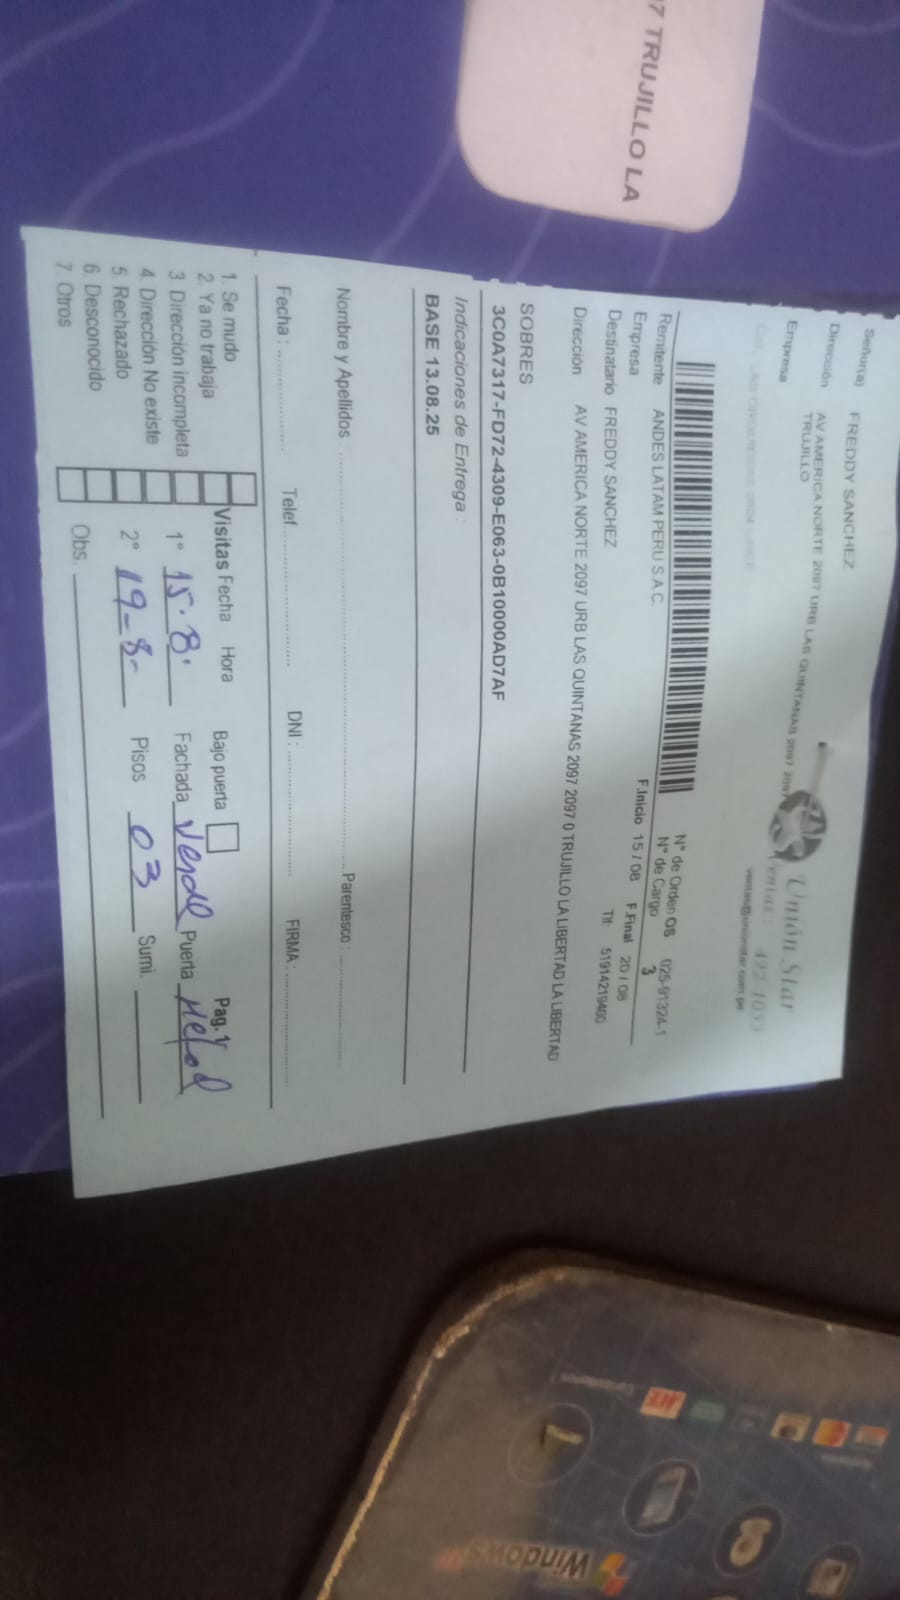 97 TRUJILLO LA
Señor(a) FREDDY SANCHEZ
Dirección AV AMERICA NORTE 2097 URB LAS QUINTANAS 2097 2097
TRUJILLO
Empresa
Unión Star
Ventas: 422 1033
ventas@unionstar.com.pe
N° de Orden OS 025-91324-1
N° de Cargo 3
Remitente ANDES LATAM PERU S.A.C.
F.Inicio 15 / 08 F.Final 20 / 08
Empresa
Destinatario FREDDY SANCHEZ Tlf: 51914219400
Dirección AV AMERICA NORTE 2097 URB LAS QUINTANAS 2097 2097 0 TRUJILLO LA LIBERTAD LA LIBERTAD
SOBRES
3C0A7317-FD72-4309-E063-0B10000AD7AF
Indicaciones de Entrega :
BASE 13.08.25
Nombre y Apellidos Parentesco :
Fecha : Telef DNI : FIRMA :
1. Se mudo Visitas Fecha Hora Bajo puerta Pag. 1
2. Ya no trabaja
3. Dirección incompleta 1° 15.8. Fachada Verde Puerta Metal
4. Dirección No existe
5. Rechazado 2° 19-8- Pisos 03 Sumi.
6. Desconocido
7. Otros Obs.
Windows